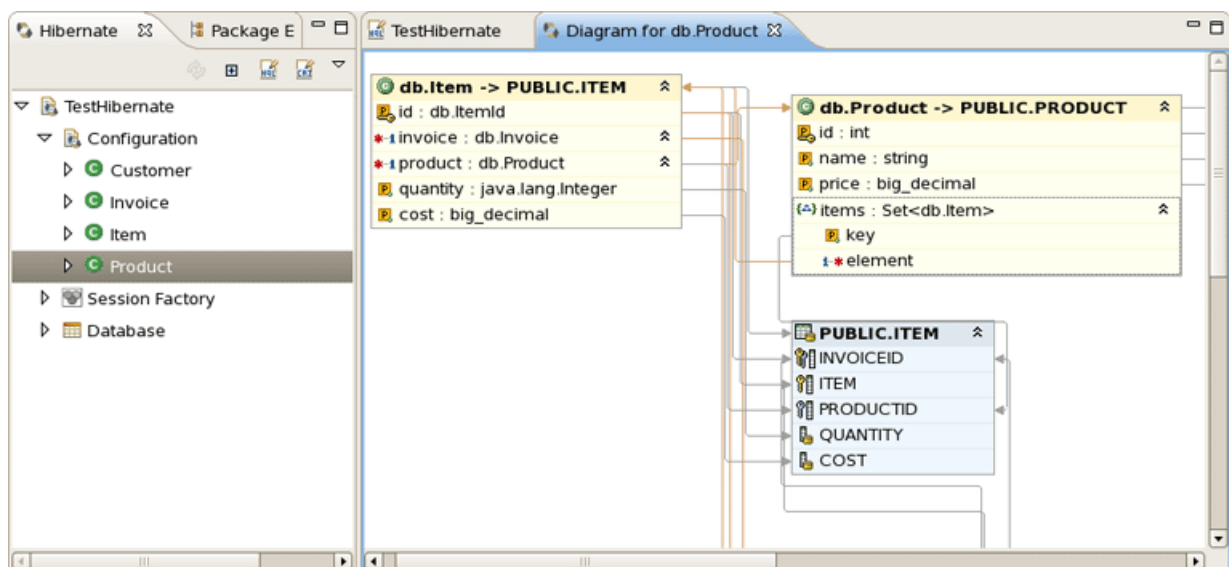 Hibernate
Package E
TestHibernate
Configuration
Customer
Invoice
Item
Product
Session Factory
Database
TestHibernate
Diagram for db.Product
db.Item -> PUBLIC.ITEM
id : db.ItemId
invoice : db.Invoice
product : db.Product
quantity : java.lang.Integer
cost : big_decimal
db.Product -> PUBLIC.PRODUCT
id : int
name : string
price : big_decimal
items : Set<db.Item>
key
element
PUBLIC.ITEM
INVOICEID
ITEM
PRODUCTID
QUANTITY
COST